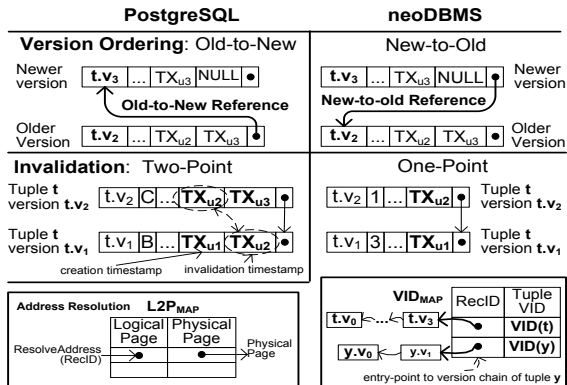 PostgreSQL
neoDBMS
Version Ordering: Old-to-New
New-to-Old
Newer version
t.v3 ... TXu3 NULL
t.v3 ... TXu3 NULL
Newer version
Old-to-New Reference
New-to-old Reference
Older Version
t.v2 ... TXu2 TXu3
t.v2 ... TXu2 TXu3
Older Version
Invalidation: Two-Point
One-Point
Tuple t version t.v2
t.v2 C ... TXu2 TXu3
t.v2 1 ... TXu2
Tuple t version t.v2
Tuple t version t.v1
t.v1 B ... TXu1 TXu2
t.v1 3 ... TXu1
Tuple t version t.v1
creation timestamp
invalidation timestamp
Address Resolution L2PMAP
Logical Page
Physical Page
ResolveAddress (RecID)
Physical Page
VIDMAP
RecID
Tuple VID
t.v0 ... t.v3
VID(t)
y.v0 y.v1
VID(y)
entry-point to version chain of tuple y